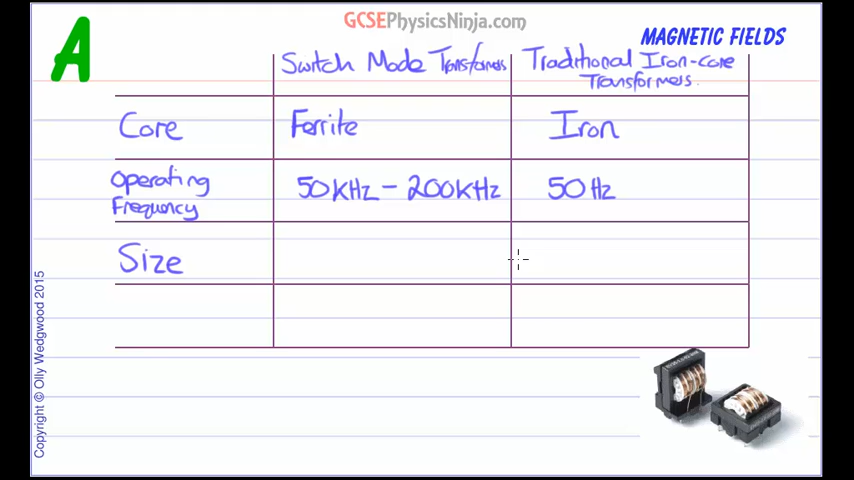 GCSEPhysicsNinja.com
A
MAGNETIC FIELDS
Switch Mode Transformers
Traditional Iron-core
Transformers.
Core
Ferrite
Iron
Operating
Frequency
50KHz - 200KHz
50Hz
Size
Copyright © Olly Wedgwood 2015